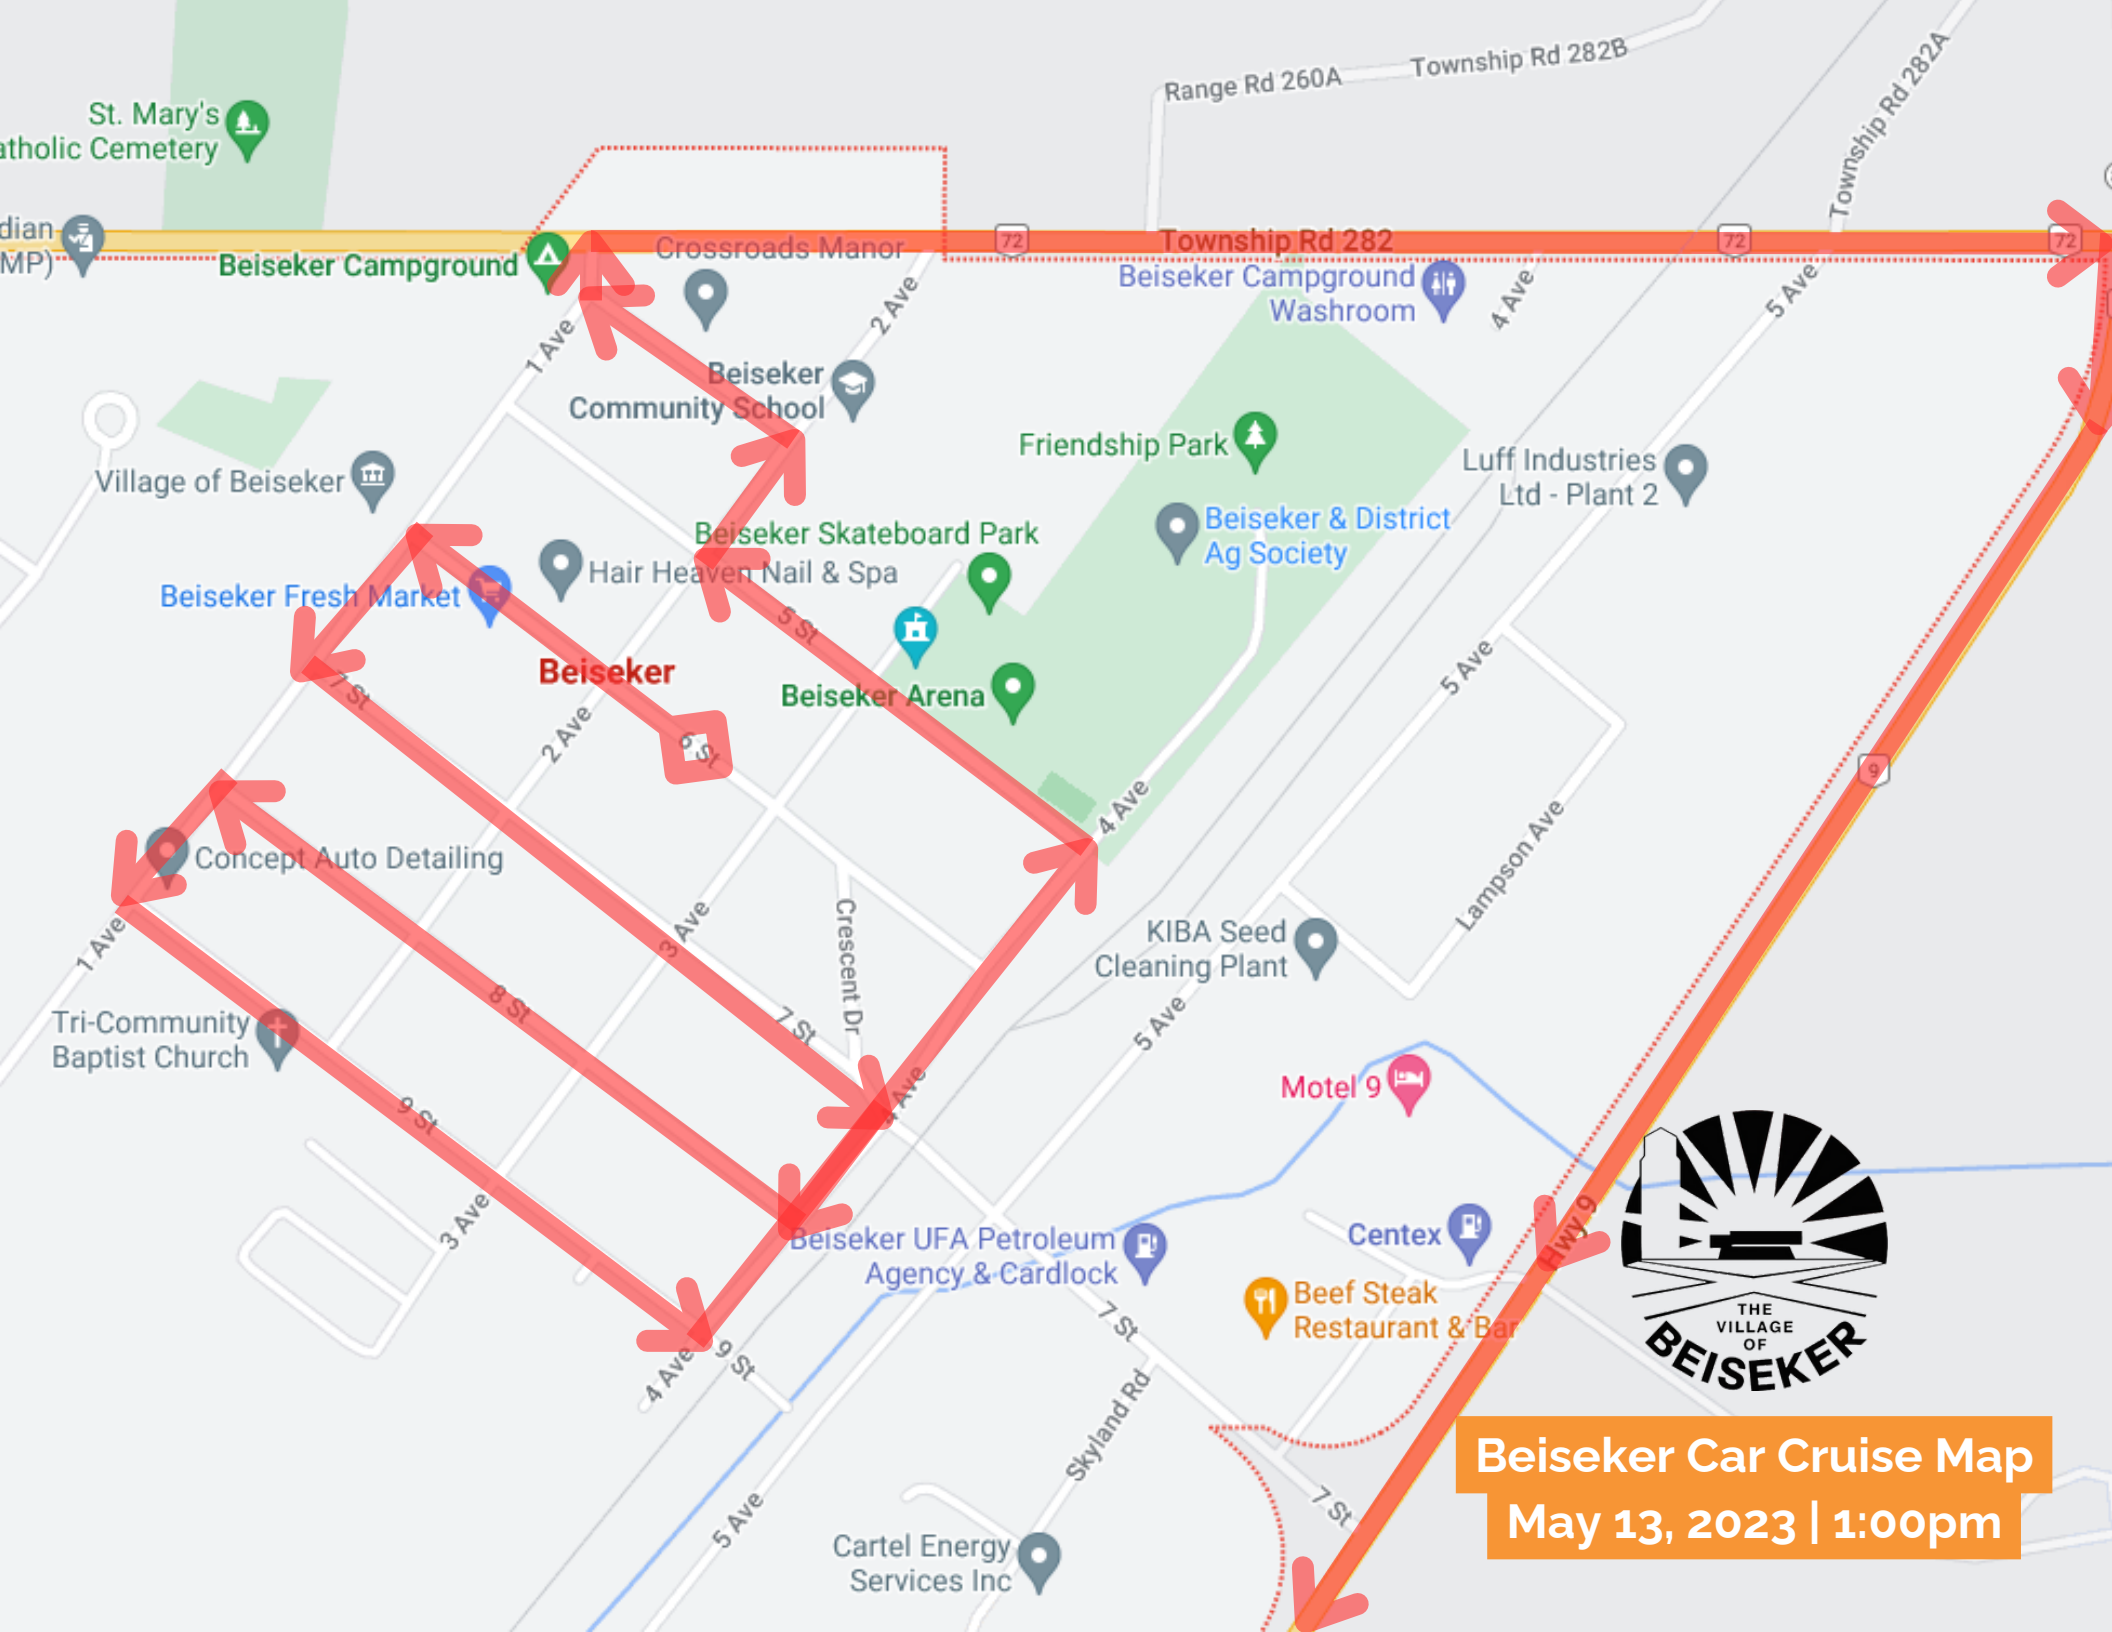 Range Rd 260A
Township Rd 282B
Township Rd 282A
St. Mary's
atholic Cemetery
dian
MP)
Beiseker Campground
Crossroads Manor
72
Township Rd 282
72
72
Beiseker Campground
Washroom
1 Ave
2 Ave
4 Ave
5 Ave
Beiseker
Community School
Friendship Park
Luff Industries
Ltd - Plant 2
Village of Beiseker
Beiseker & District
Ag Society
Beiseker Skateboard Park
Hair Heaven Nail & Spa
Beiseker Fresh Market
5 St
Beiseker
Beiseker Arena
7 St
2 Ave
6 St
5 Ave
9
4 Ave
Concept Auto Detailing
Lampson Ave
1 Ave
3 Ave
Crescent Dr
KIBA Seed
Cleaning Plant
8 St
7 St
5 Ave
Tri-Community
Baptist Church
9 St
4 Ave
Motel 9
3 Ave
Hwy 9
Beiseker UFA Petroleum
Agency & Cardlock
Centex
Beef Steak
Restaurant & Bar
7 St
4 Ave
9 St
Skyland Rd
THE
VILLAGE
OF
BEISEKER
Beiseker Car Cruise Map
May 13, 2023 | 1:00pm
5 Ave
7 St
Cartel Energy
Services Inc